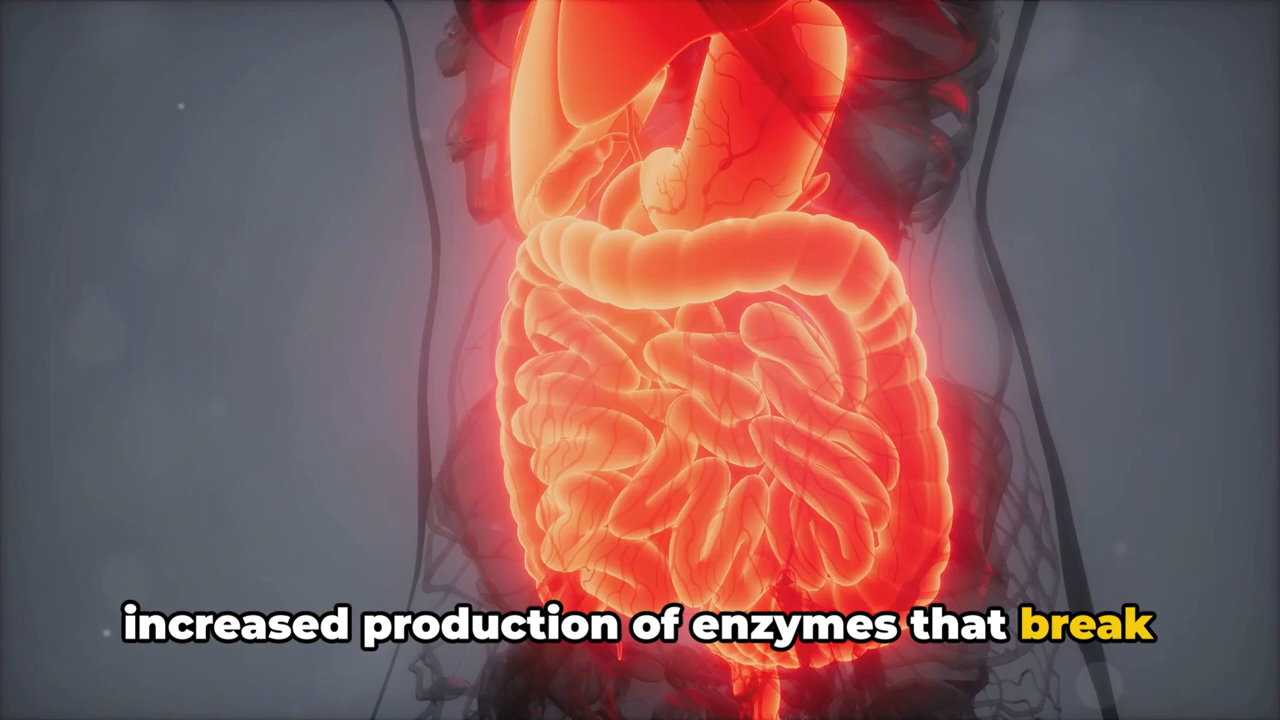 increased production of enzymes that break